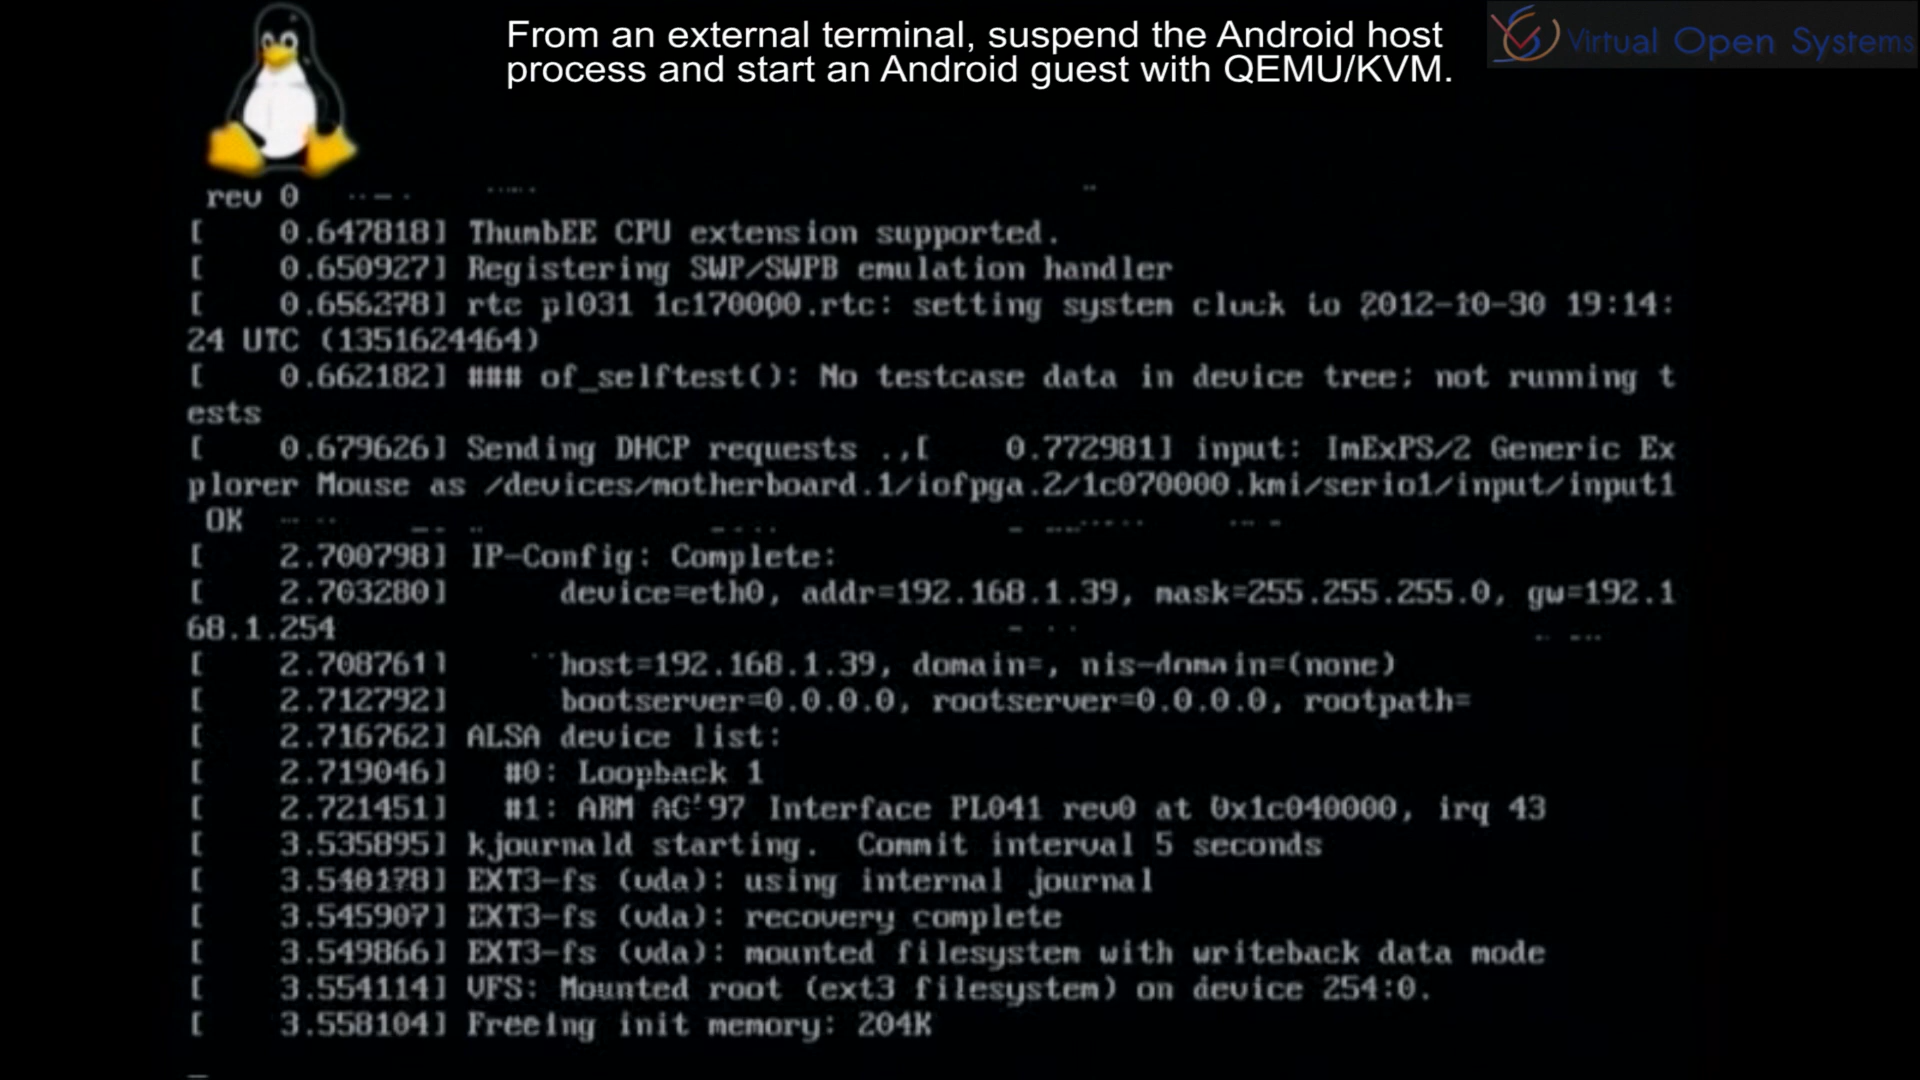 From an external terminal, suspend the Android host
process and start an Android guest with QEMU/KVM.
Virtual Open Systems
rev 0
[    0.647818] ThumbEE CPU extension supported.
[    0.650927] Registering SWP/SWPB emulation handler
[    0.656278] rtc pl031 1c170000.rtc: setting system clock to 2012-10-30 19:14:
24 UTC (1351624464)
[    0.662182] ### of_selftest(): No testcase data in device tree; not running t
ests
[    0.679626] Sending DHCP requests .,[    0.772981] input: ImExPS/2 Generic Ex
plorer Mouse as /devices/motherboard.1/iofpga.2/1c070000.kmi/serio1/input/input1
OK
[    2.700798] IP-Config: Complete:
[    2.703280]      device=eth0, addr=192.168.1.39, mask=255.255.255.0, gw=192.1
68.1.254
[    2.708761]      host=192.168.1.39, domain=, nis-domain=(none)
[    2.712792]      bootserver=0.0.0.0, rootserver=0.0.0.0, rootpath=
[    2.716762] ALSA device list:
[    2.719046]   #0: Loopback 1
[    2.721451]   #1: ARM AC'97 Interface PL041 rev0 at 0x1c040000, irq 43
[    3.535895] kjournald starting.  Commit interval 5 seconds
[    3.540178] EXT3-fs (vda): using internal journal
[    3.545907] EXT3-fs (vda): recovery complete
[    3.549866] EXT3-fs (vda): mounted filesystem with writeback data mode
[    3.554114] VFS: Mounted root (ext3 filesystem) on device 254:0.
[    3.558104] Freeing init memory: 204K